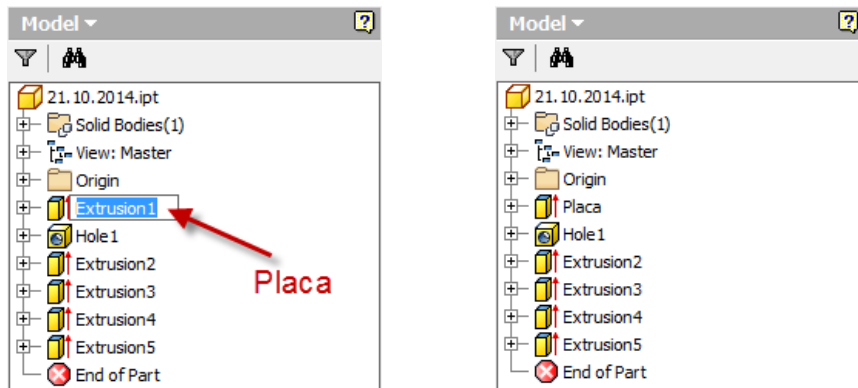 Model
21.10.2014.ipt
Solid Bodies(1)
View: Master
Origin
Extrusion1
Hole1
Extrusion2
Extrusion3
Extrusion4
Extrusion5
End of Part
Placa
Model
21.10.2014.ipt
Solid Bodies(1)
View: Master
Origin
Placa
Hole1
Extrusion2
Extrusion3
Extrusion4
Extrusion5
End of Part